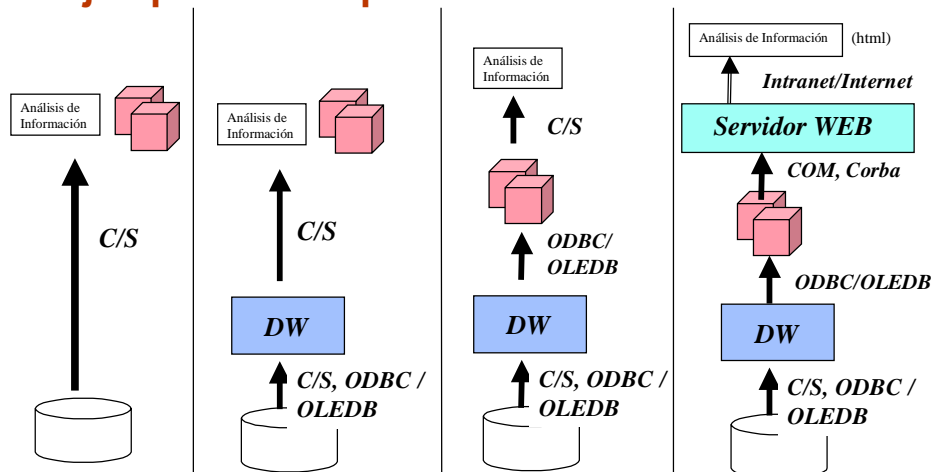 Análisis de
Información
C/S
Análisis de
Información
C/S
DW
C/S, ODBC /
OLEDB
Análisis de
Información
C/S
ODBC/
OLEDB
DW
C/S, ODBC /
OLEDB
Análisis de Información (html)
Intranet/Internet
Servidor WEB
COM, Corba
ODBC/OLEDB
DW
C/S, ODBC /
OLEDB